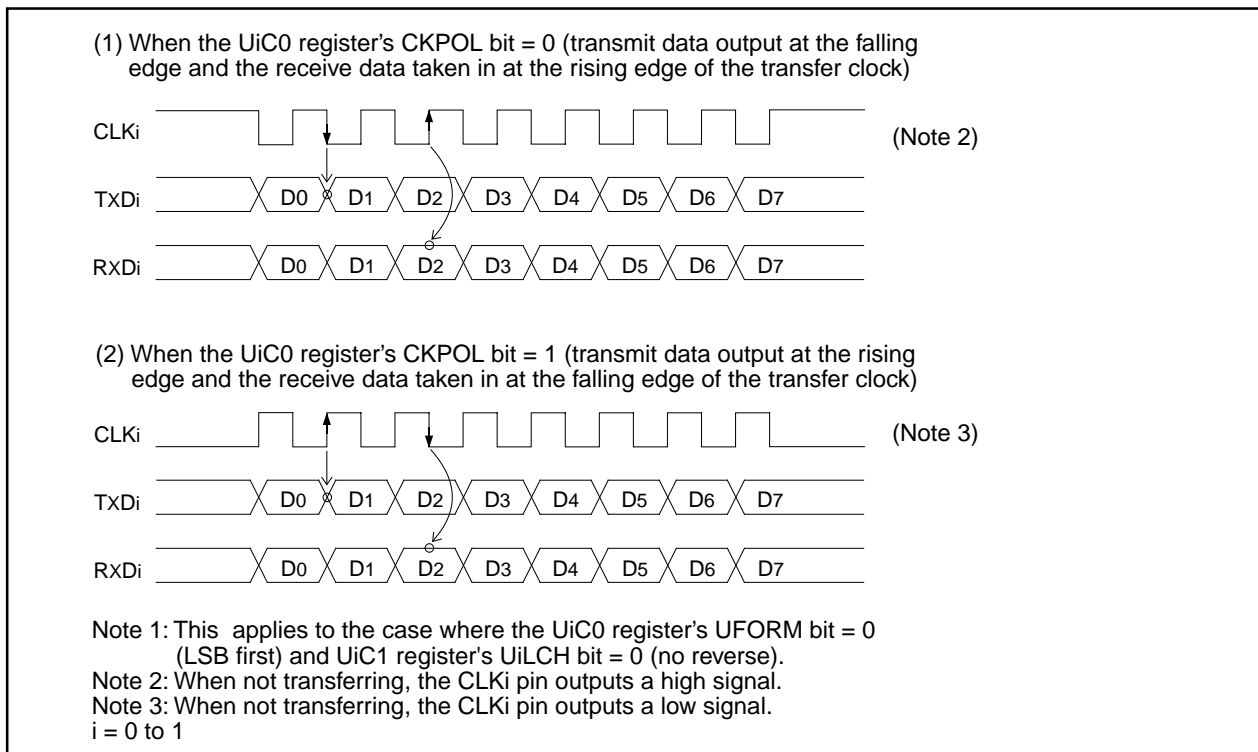 (1) When the UiC0 register's CKPOL bit = 0 (transmit data output at the falling
edge and the receive data taken in at the rising edge of the transfer clock)
CLKi
(Note 2)
TXDi D0 D1 D2 D3 D4 D5 D6 D7
RXDi D0 D1 D2 D3 D4 D5 D6 D7
(2) When the UiC0 register's CKPOL bit = 1 (transmit data output at the rising
edge and the receive data taken in at the falling edge of the transfer clock)
CLKi
(Note 3)
TXDi D0 D1 D2 D3 D4 D5 D6 D7
RXDi D0 D1 D2 D3 D4 D5 D6 D7
Note 1: This applies to the case where the UiC0 register's UFORM bit = 0
(LSB first) and UiC1 register's UiLCH bit = 0 (no reverse).
Note 2: When not transferring, the CLKi pin outputs a high signal.
Note 3: When not transferring, the CLKi pin outputs a low signal.
i = 0 to 1